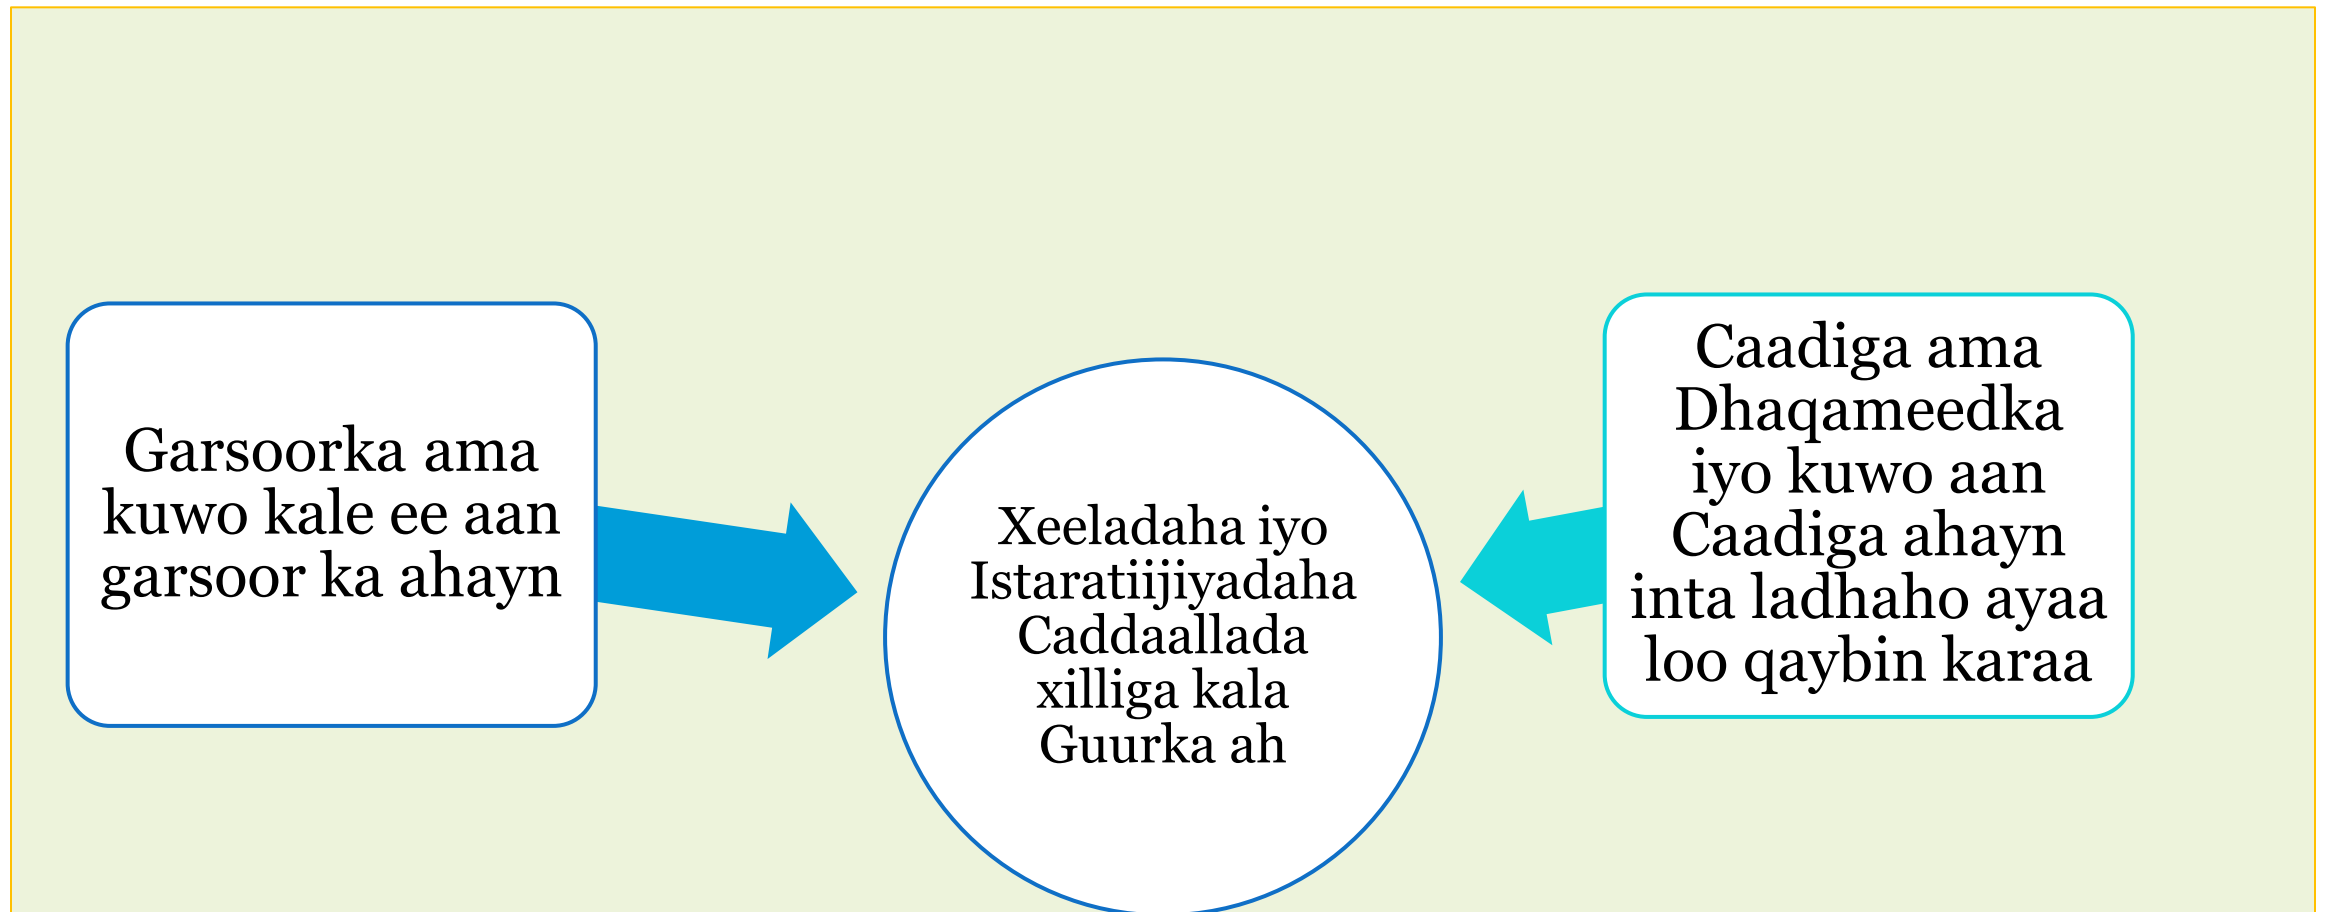 Garsoorka ama
kuwo kale ee aan
garsoor ka ahayn
Xeeladaha iyo
Istaratiijiyadaha
Caddaallada
xilliga kala
Guurka ah
Caadiga ama
Dhaqameedka
iyo kuwo aan
Caadiga ahayn
inta ladhaho ayaa
loo qaybin karaa